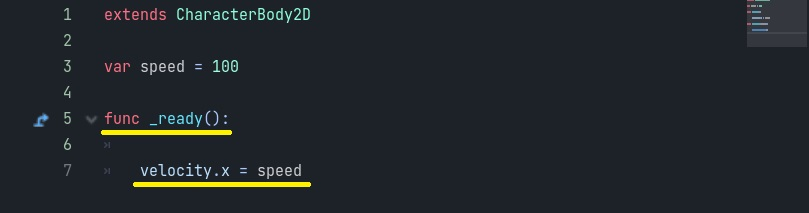 1 extends CharacterBody2D
2
3 var speed = 100
4
5 func _ready():
6
7 velocity.x = speed